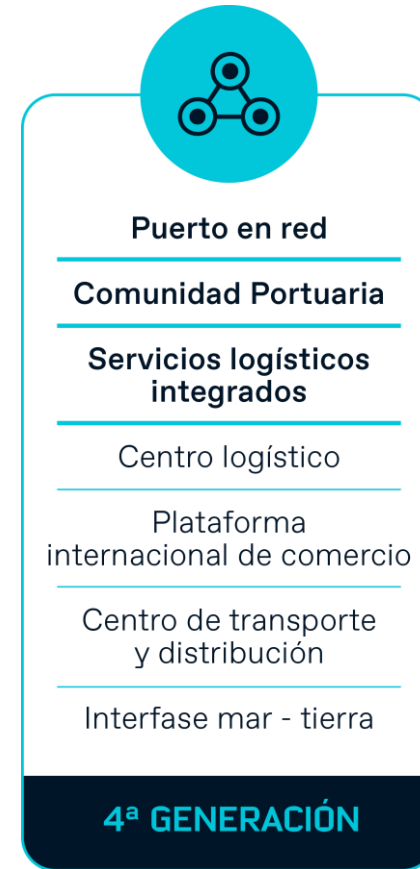 Puerto en red
Comunidad Portuaria
Servicios logísticos
integrados
Centro logístico
Plataforma
internacional de comercio
Centro de transporte
y distribución
Interfase mar - tierra
4ª GENERACIÓN